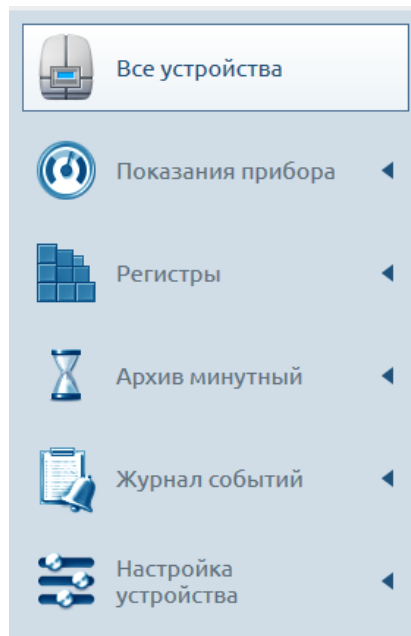 Все устройства
Показания прибора
Регистры
Архив минутный
Журнал событий
Настройка
устройства